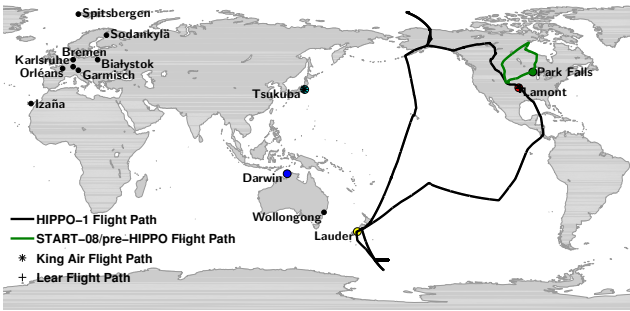 Spitsbergen
Sodankylä
Bremen
Karlsruhe
Białystok
Orléans
Garmisch
Park Falls
Tsukuba
Lamont
Izaña
Darwin
Wollongong
Lauder
HIPPO−1 Flight Path
START−08/pre−HIPPO Flight Path
King Air Flight Path
Lear Flight Path